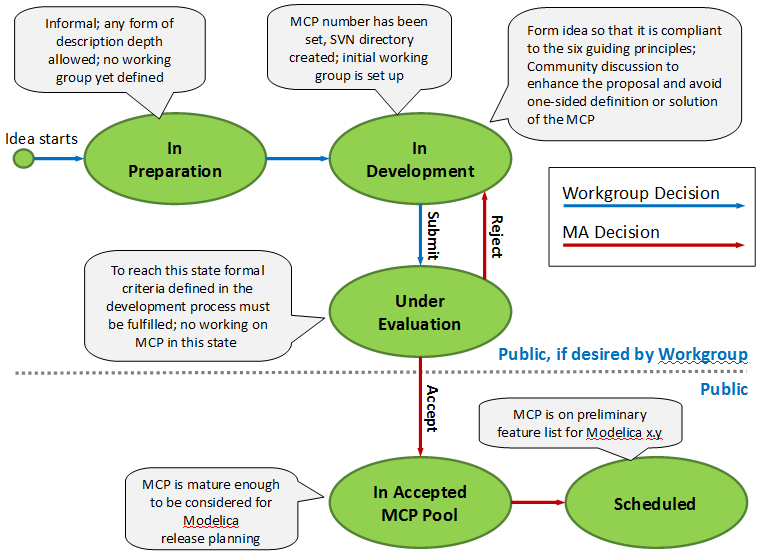 Informal; any form of
description depth
allowed; no working
group yet defined
MCP number has been
set, SVN directory
created; initial working
group is set up
Form idea so that it is compliant
to the six guiding principles;
Community discussion to
enhance the proposal and avoid
one-sided definition or solution
of the MCP
Idea starts
In
Preparation
In
Development
Workgroup Decision
MA Decision
Submit
Reject
To reach this state formal
criteria defined in the
development process must
be fulfilled; no working on
MCP in this state
Under
Evaluation
Public, if desired by Workgroup
Public
Accept
MCP is on preliminary
feature list for Modelica x.y
MCP is mature enough
to be considered for
Modelica
release planning
In Accepted
MCP Pool
Scheduled